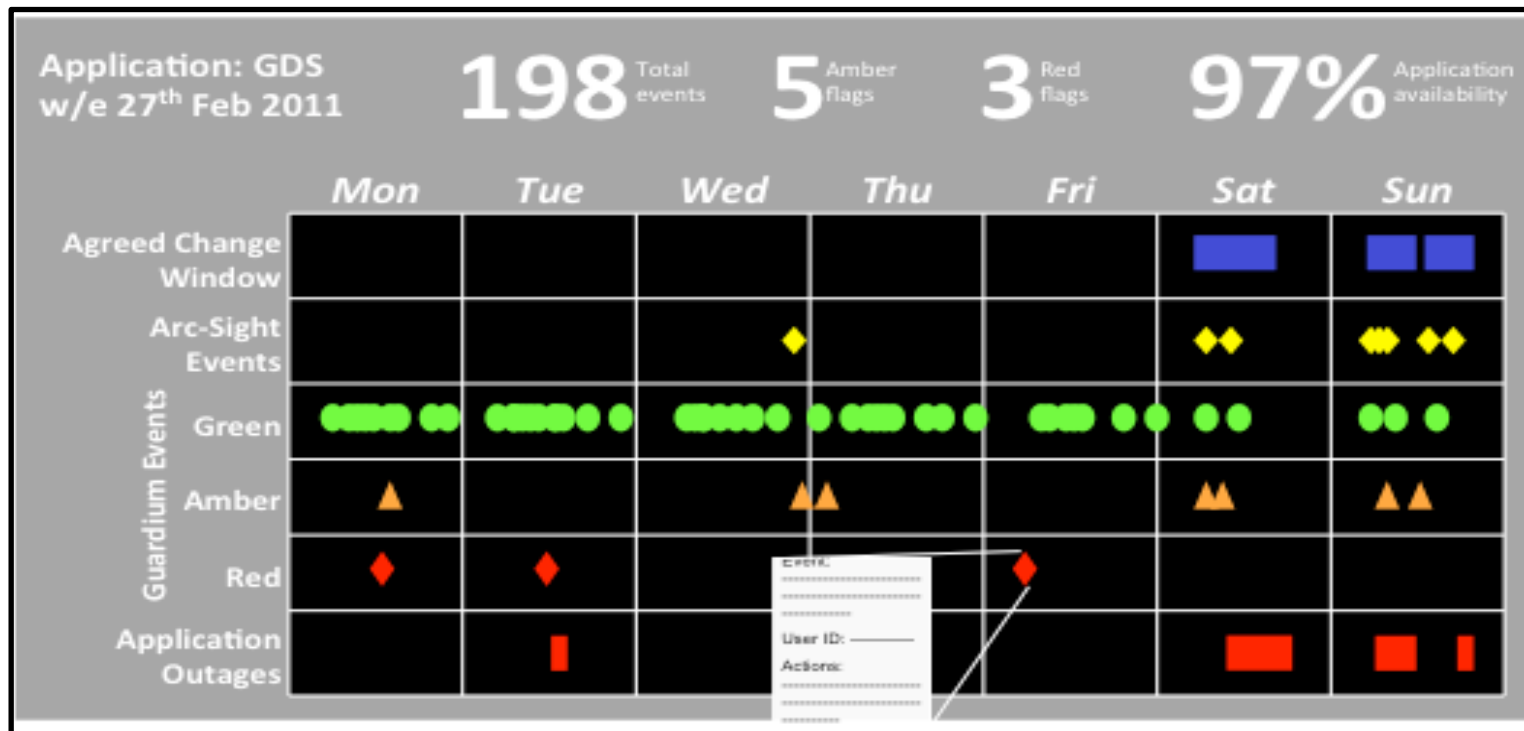 Application: GDS
w/e 27th Feb 2011
198 Total events
5 Amber flags
3 Red flags
97% Application availability
Mon Tue Wed Thu Fri Sat Sun
Agreed Change
Window
Arc-Sight
Events
Guardium Events
Green
Amber
Red
Event:
User ID:
Actions:
Application
Outages